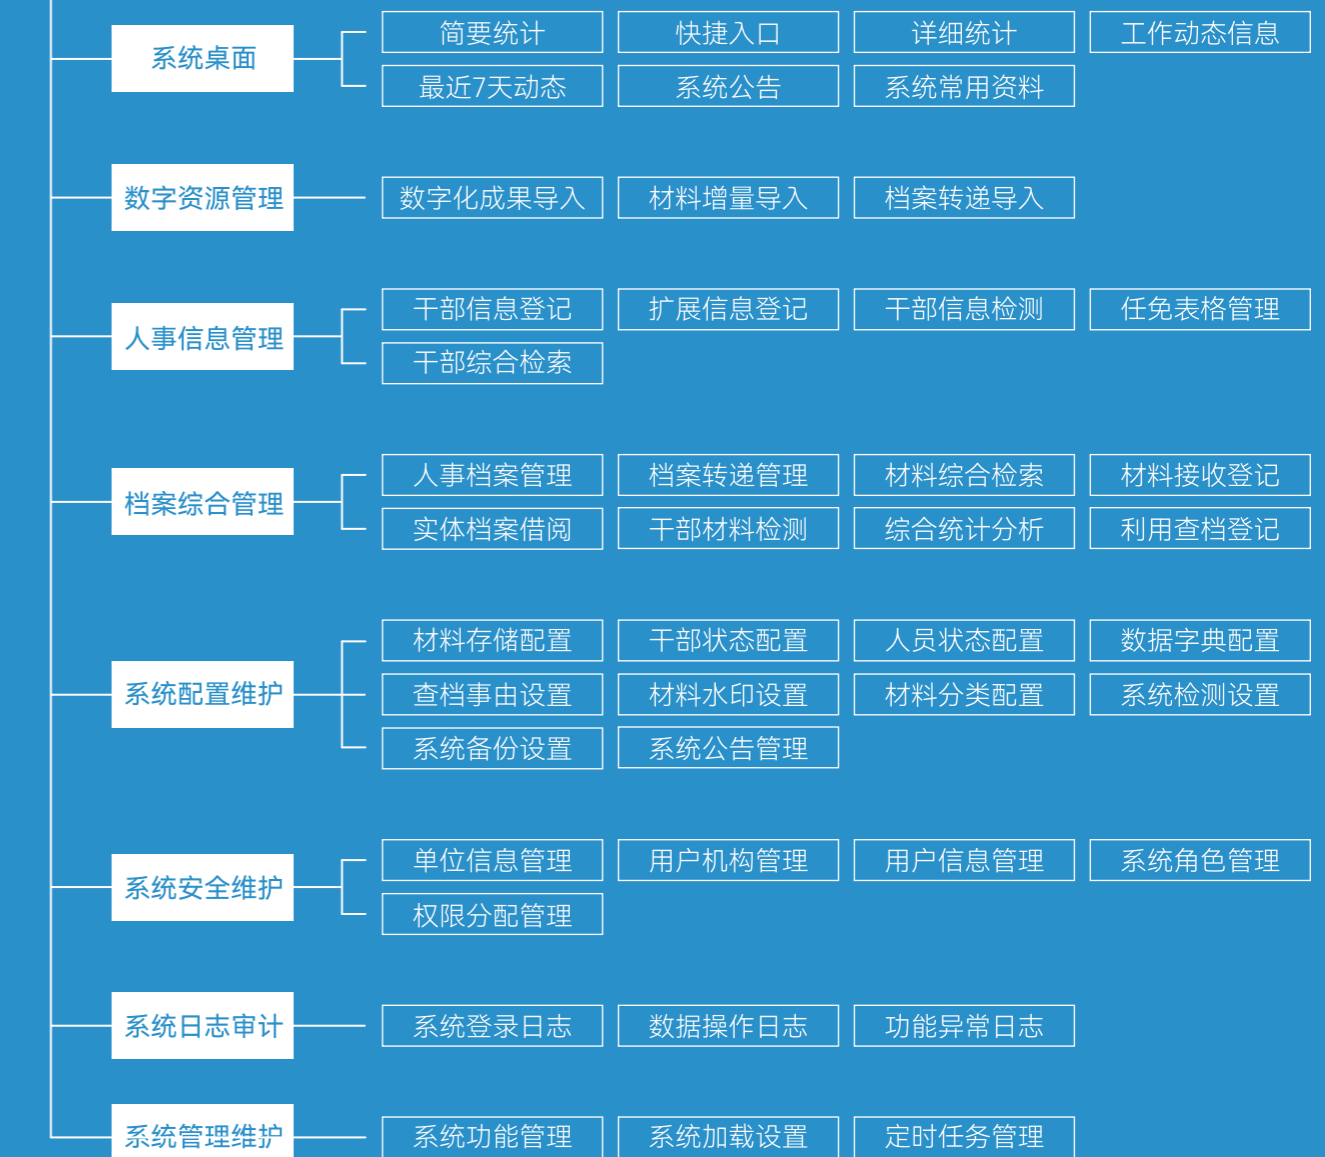 系统桌面
简要统计 快捷入口 详细统计 工作动态信息
最近7天动态 系统公告 系统常用资料
数字资源管理
数字化成果导入 材料增量导入 档案转递导入
人事信息管理
干部信息登记 扩展信息登记 干部信息检测 任免表格管理
干部综合检索
档案综合管理
人事档案管理 档案转递管理 材料综合检索 材料接收登记
实体档案借阅 干部材料检测 综合统计分析 利用查档登记
系统配置维护
材料存储配置 干部状态配置 人员状态配置 数据字典配置
查档事由设置 材料水印设置 材料分类配置 系统检测设置
系统备份设置 系统公告管理
系统安全维护
单位信息管理 用户机构管理 用户信息管理 系统角色管理
权限分配管理
系统日志审计
系统登录日志 数据操作日志 功能异常日志
系统管理维护
系统功能管理 系统加载设置 定时任务管理